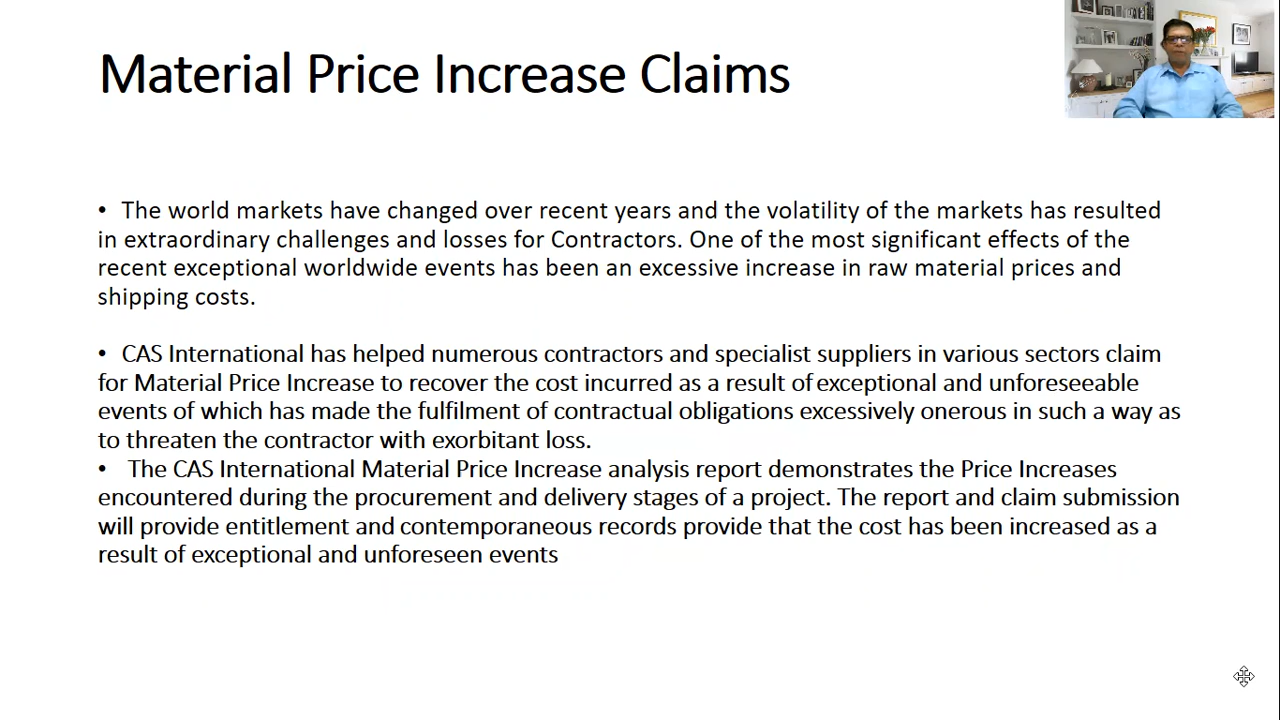 Material Price Increase Claims
• The world markets have changed over recent years and the volatility of the markets has resulted
in extraordinary challenges and losses for Contractors. One of the most significant effects of the
recent exceptional worldwide events has been an excessive increase in raw material prices and
shipping costs.
• CAS International has helped numerous contractors and specialist suppliers in various sectors claim
for Material Price Increase to recover the cost incurred as a result of exceptional and unforeseeable
events of which has made the fulfilment of contractual obligations excessively onerous in such a way as
to threaten the contractor with exorbitant loss.
• The CAS International Material Price Increase analysis report demonstrates the Price Increases
encountered during the procurement and delivery stages of a project. The report and claim submission
will provide entitlement and contemporaneous records provide that the cost has been increased as a
result of exceptional and unforeseen events